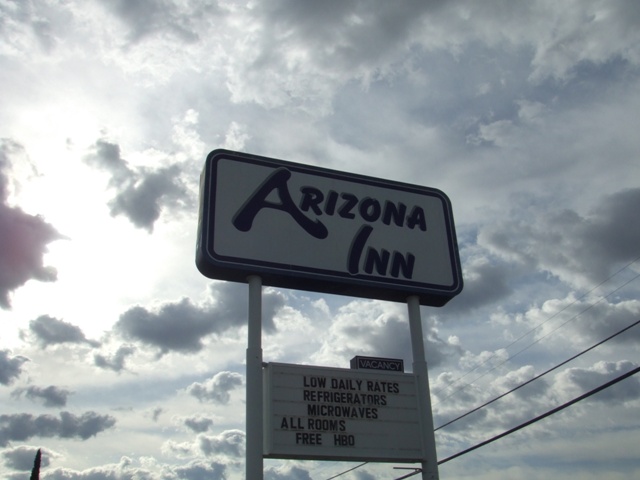 ARIZONA
INN
VACANCY
LOW DAILY RATES
REFRIGERATORS
MICROWAVES
ALL ROOMS
FREE HBO